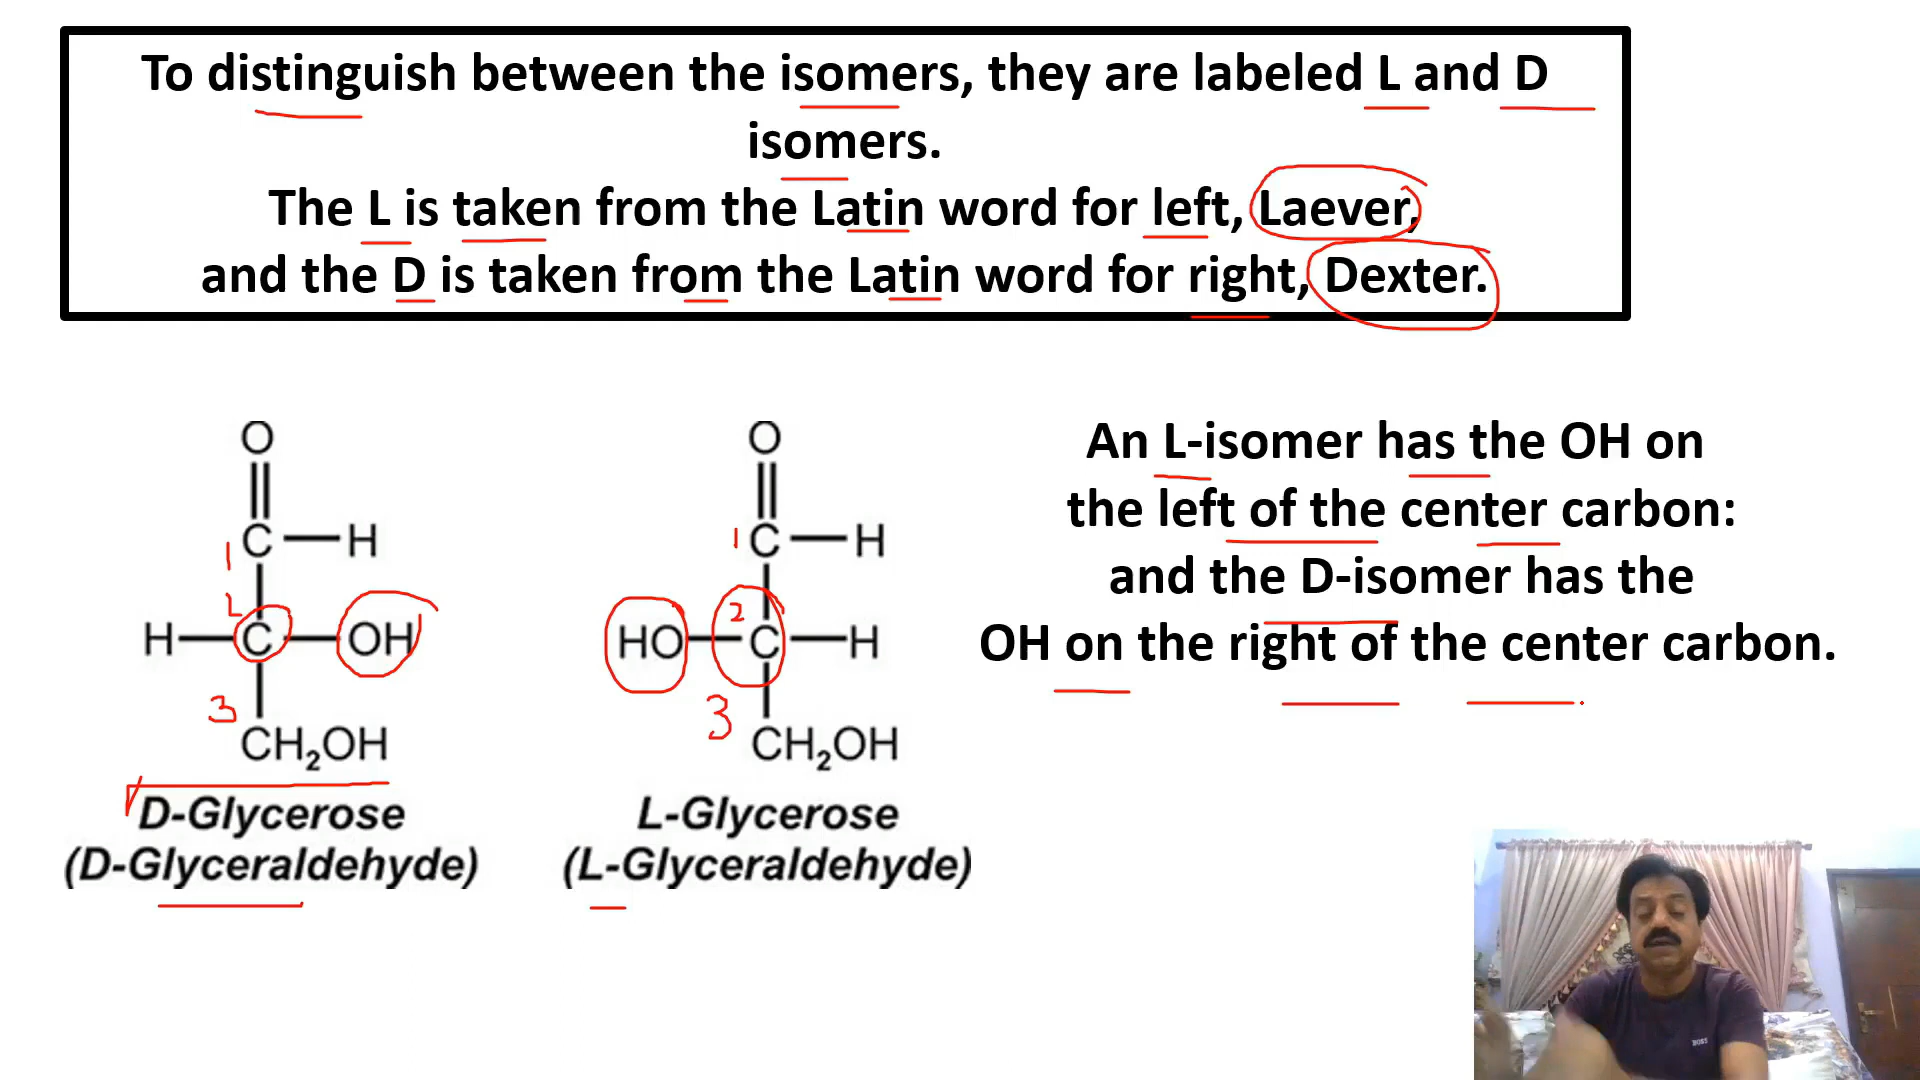 To distinguish between the isomers, they are labeled L and D
isomers.
The L is taken from the Latin word for left, Laever,
and the D is taken from the Latin word for right, Dexter.
An L-isomer has the OH on
the left of the center carbon:
and the D-isomer has the
OH on the right of the center carbon.
O
C H
1
2
H C OH
3
CH₂OH
D-Glycerose
(D-Glyceraldehyde)
O
1 C H
2
HO C H
3
CH₂OH
L-Glycerose
(L-Glyceraldehyde)
BOSS